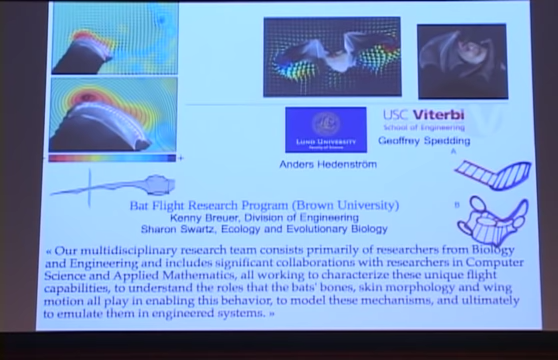 LUND UNIVERSITY
USC Viterbi
School of Engineering
Geoffrey Spedding
Anders Hedenström
A
B
Bat Flight Research Program (Brown University)
Kenny Breuer, Division of Engineering
Sharon Swartz, Ecology and Evolutionary Biology
« Our multidisciplinary research team consists primarily of researchers from Biology
and Engineering and includes significant collaborations with researchers in Computer
Science and Applied Mathematics, all working to characterize these unique flight
capabilities, to understand the roles that the bats' bones, skin morphology and wing
motion all play in enabling this behavior, to model these mechanisms, and ultimately
to emulate them in engineered systems. »